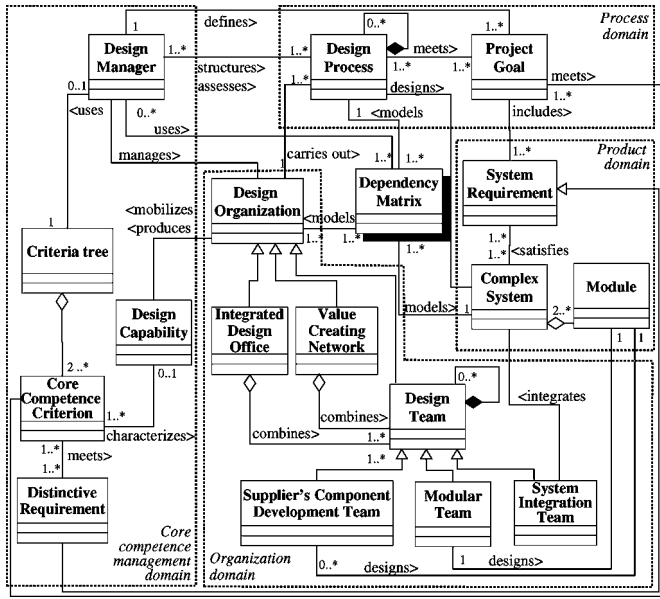 1
defines>
1..*
0..*
Process
domain
Design
Manager
1..*
structures>
assesses>
1..*
Design
Process
meets>
1..*
1..*
Project
Goal
meets>
1..*
0..1
<uses
0..*
1..*
designs>
1
<models
includes>
uses>
manages>
carries out>
1
1..*
1..*
1..*
Product
domain
Design
Organization
<models
1..*
1..*
Dependency
Matrix
1..*
System
Requirement
<mobilizes
<produces
1..*
1..*
<satisfies
1
Criteria tree
Complex
System
Module
models>
1
2..*
1
1
Design
Capability
0..1
Integrated
Design
Office
Value
Creating
Network
2..*
Core
Competence
Criterion
1..*
characterizes>
Design
Team
0..*
<integrates
combines>
combines>
1..*
1..*
meets>
1..*
1..*
Distinctive
Requirement
Supplier's Component
Development Team
Modular
Team
System
Integration
Team
Core
competence
management
domain
Organization
domain
0..*
designs>
1
designs>